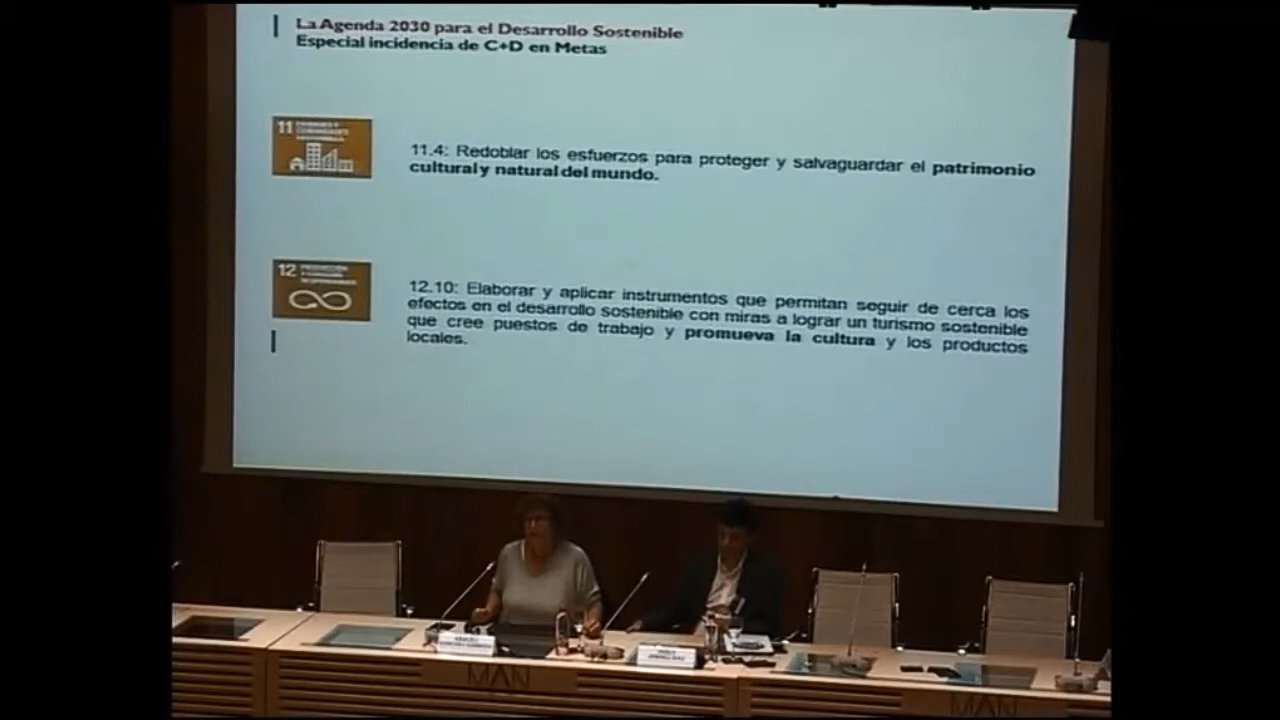 La Agenda 2030 para el Desarrollo Sostenible
Especial incidencia de C+D en Metas
11
11.4: Redoblar los esfuerzos para proteger y salvaguardar el patrimonio
cultural y natural del mundo.
12
12.10: Elaborar y aplicar instrumentos que permitan seguir de cerca los
efectos en el desarrollo sostenible con miras a lograr un turismo sostenible
que cree puestos de trabajo y promueva la cultura y los productos
locales.
MAN
MAN